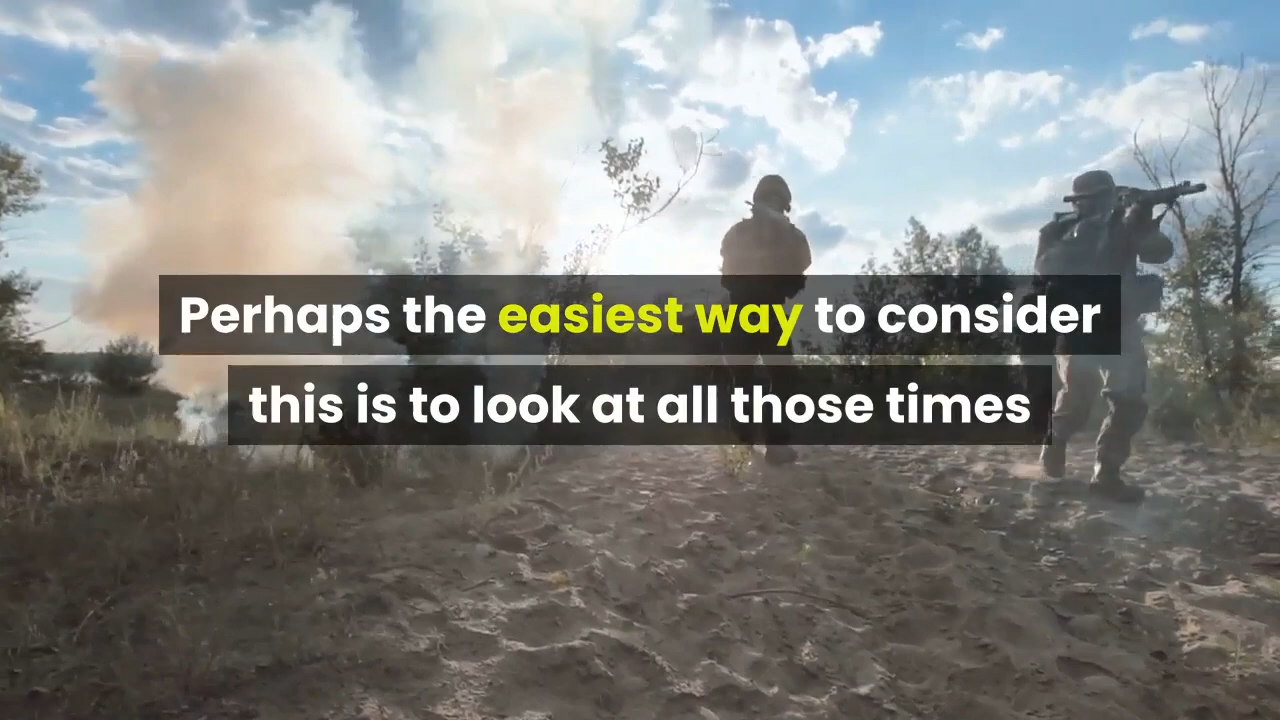 Perhaps the easiest way to consider
this is to look at all those times